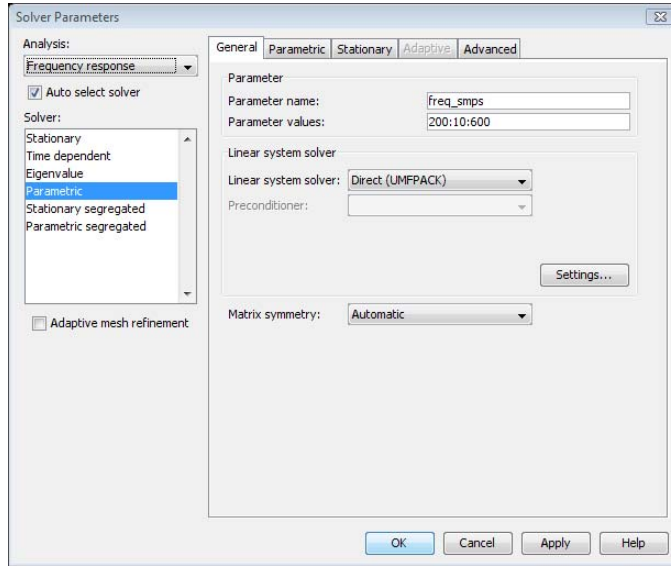 Solver Parameters
Analysis:
Frequency response
Auto select solver
Solver:
Stationary
Time dependent
Eigenvalue
Parametric
Stationary segregated
Parametric segregated
Adaptive mesh refinement
General Parametric Stationary Adaptive Advanced
Parameter
Parameter name: freq_smps
Parameter values: 200:10:600
Linear system solver
Linear system solver: Direct (UMFPACK)
Preconditioner:
Settings...
Matrix symmetry: Automatic
OK Cancel Apply Help